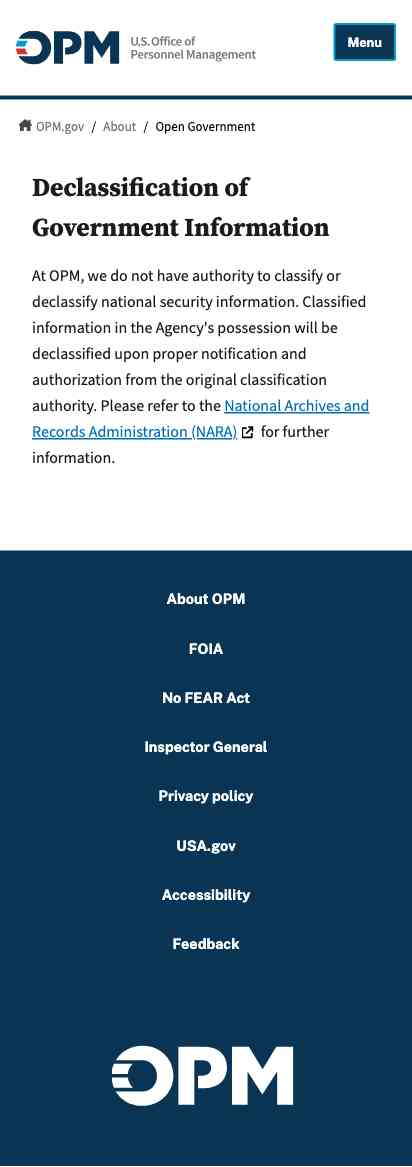 OPM U.S. Office of
Personnel Management
Menu
OPM.gov / About / Open Government
Declassification of
Government Information
At OPM, we do not have authority to classify or
declassify national security information. Classified
information in the Agency's possession will be
declassified upon proper notification and
authorization from the original classification
authority. Please refer to the National Archives and
Records Administration (NARA) for further
information.
About OPM
FOIA
No FEAR Act
Inspector General
Privacy policy
USA.gov
Accessibility
Feedback
OPM